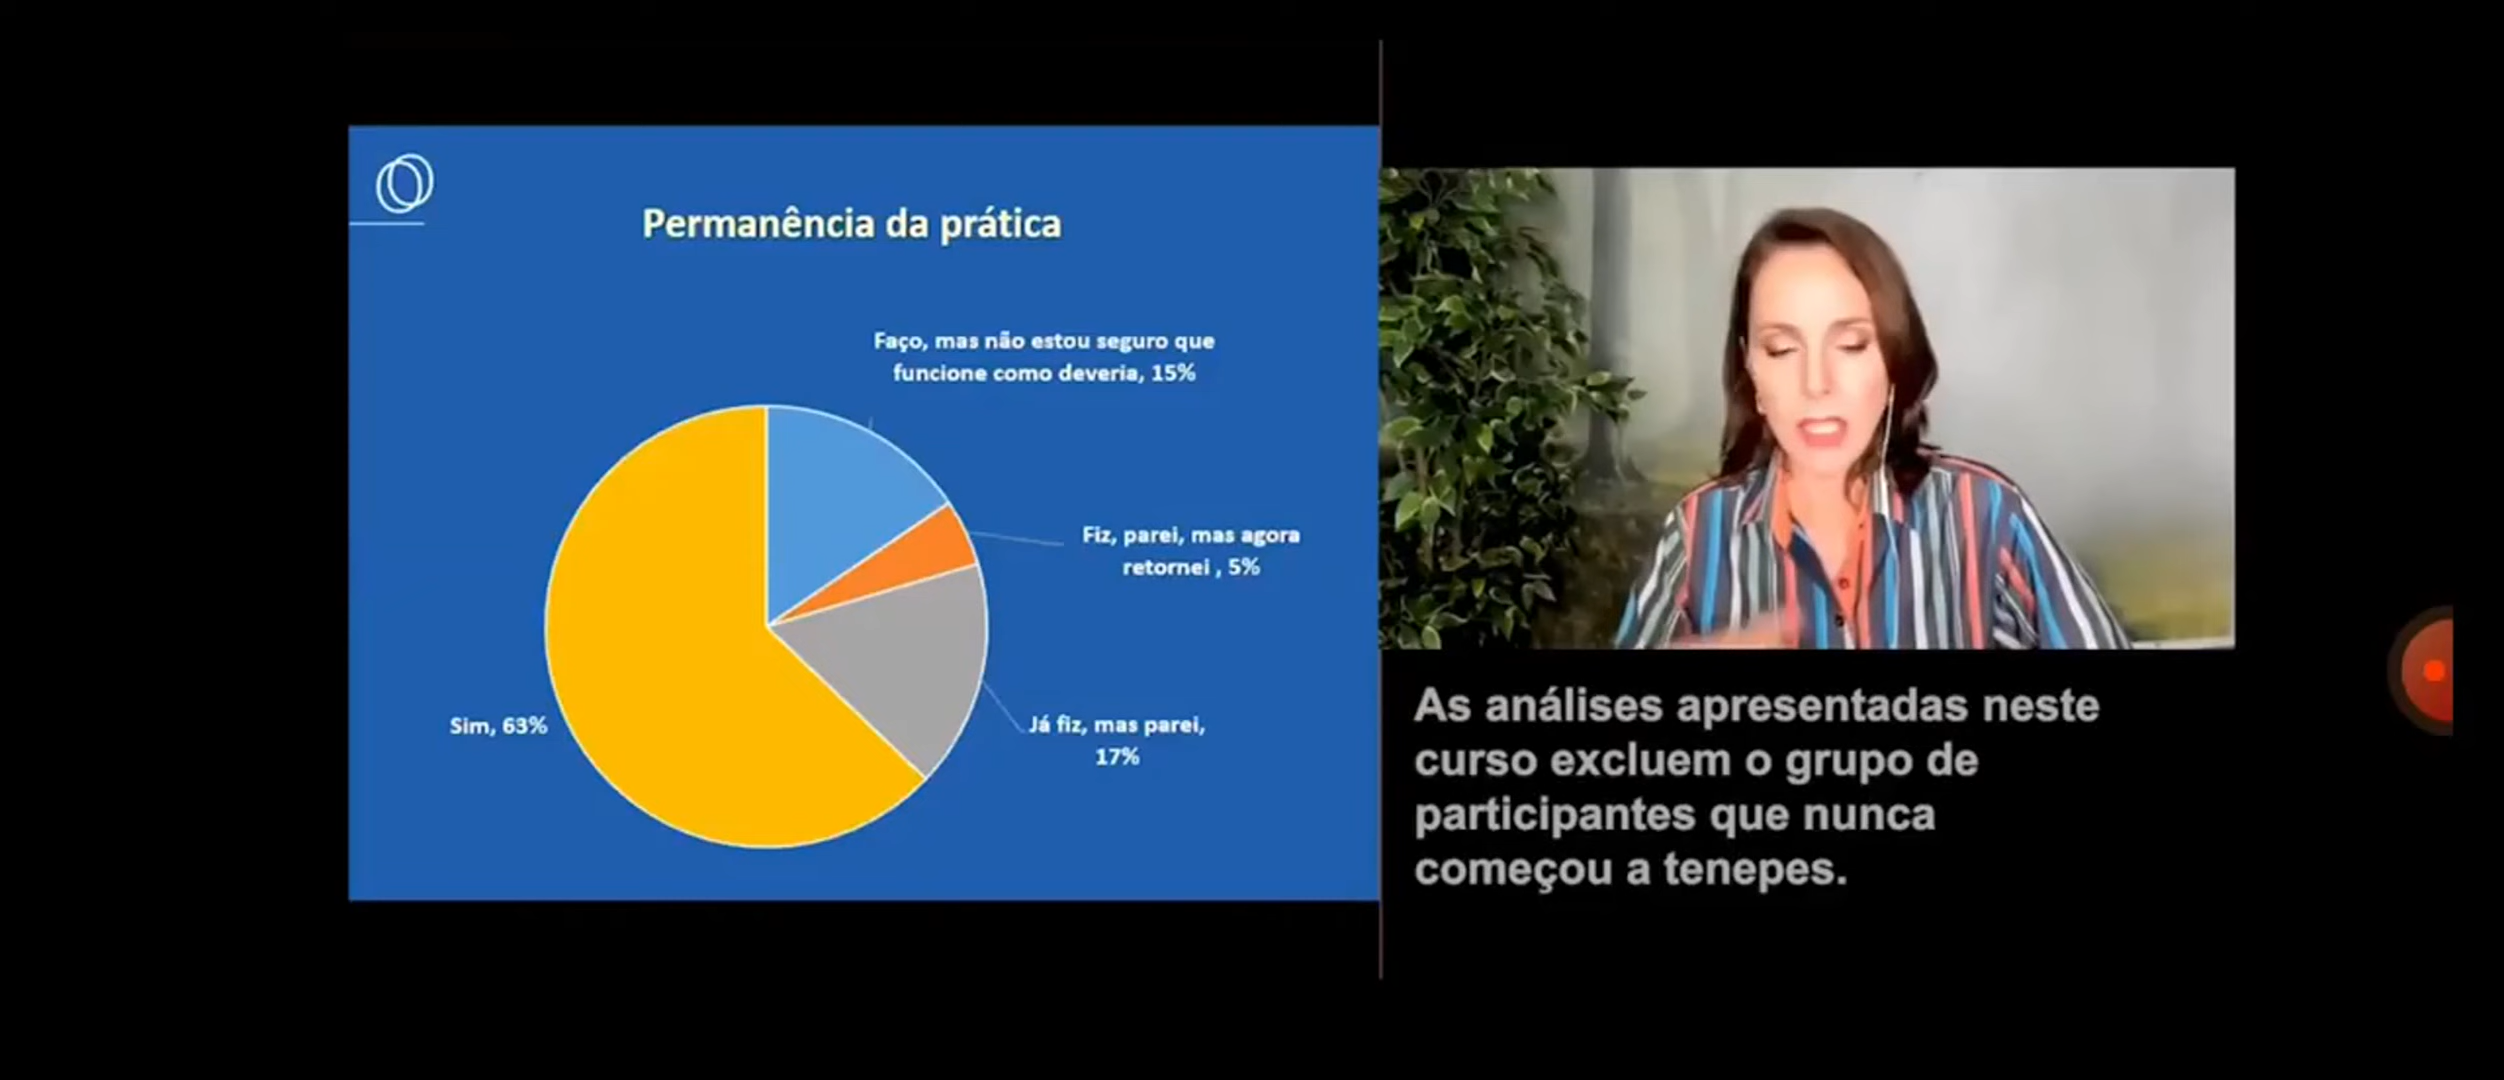 Permanência da prática
Faço, mas não estou seguro que
funcione como deveria, 15%
Fiz, parei, mas agora
retornei , 5%
Já fiz, mas parei,
17%
Sim, 63%
As análises apresentadas neste
curso excluem o grupo de
participantes que nunca
começou a tenepes.